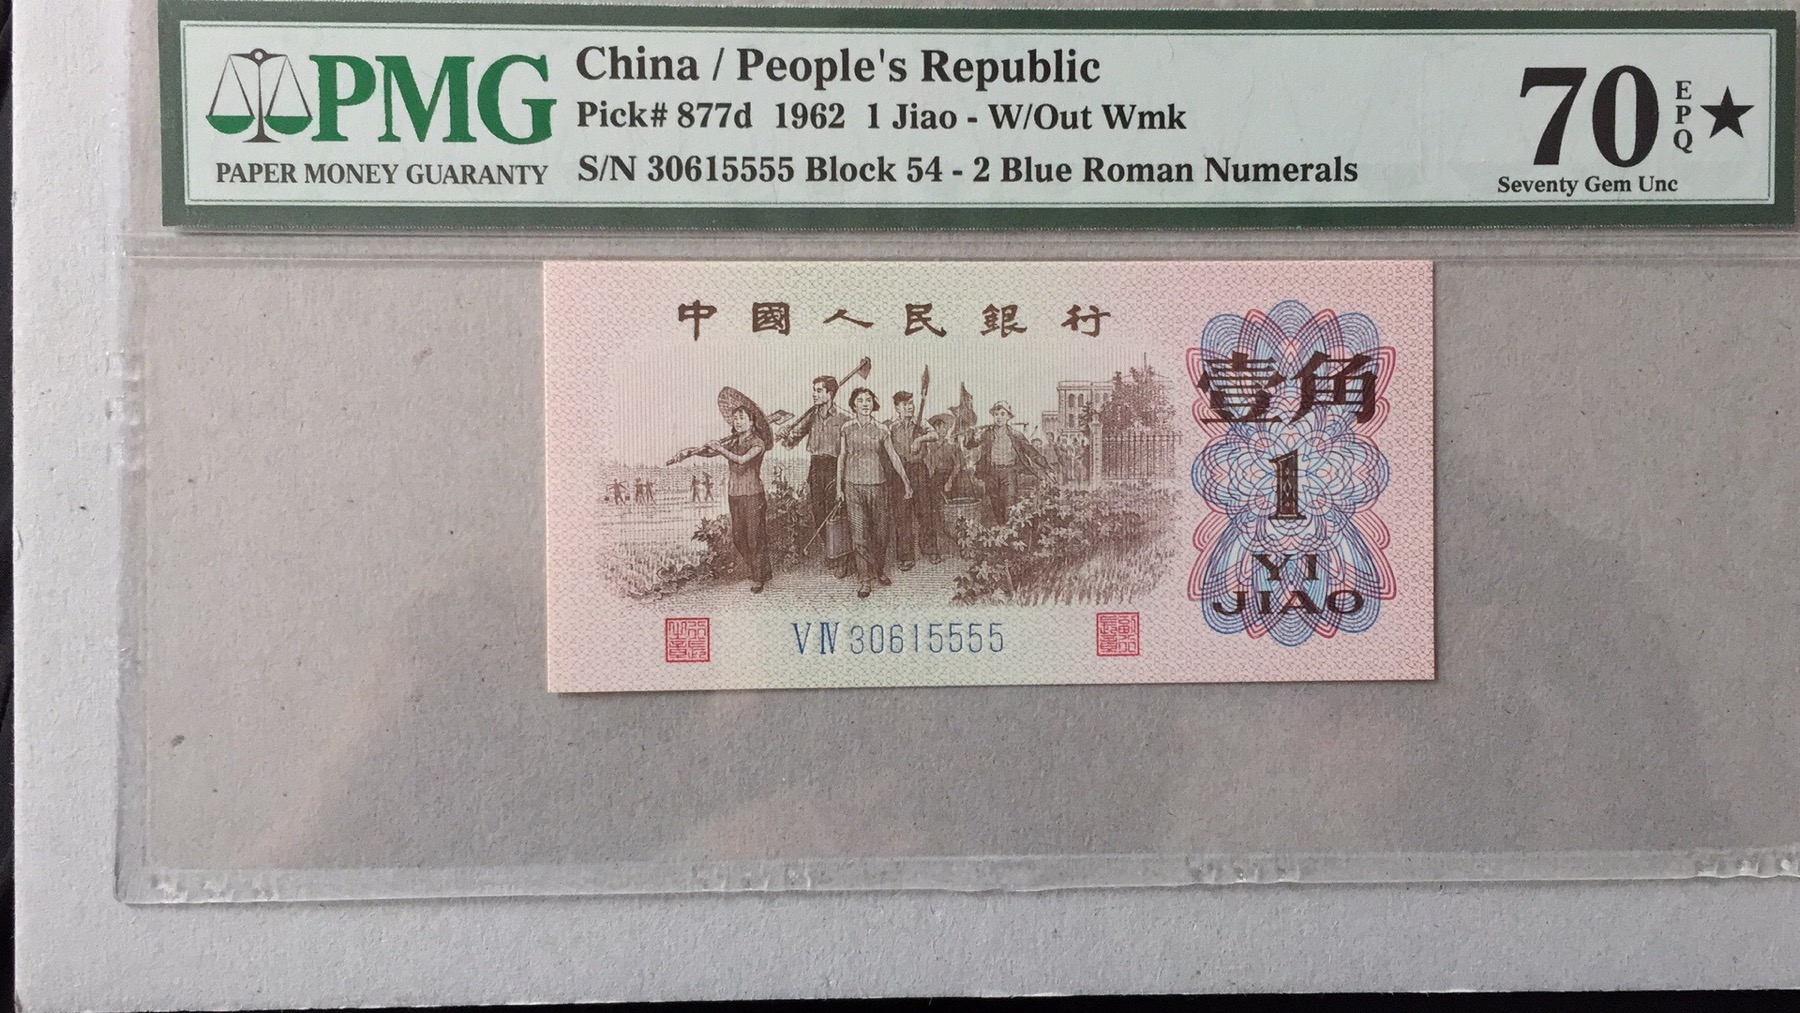 PMG
PAPER MONEY GUARANTY
China / People's Republic
Pick# 877d 1962 1 Jiao - W/Out Wmk
S/N 30615555 Block 54 - 2 Blue Roman Numerals
70 EPQ ★
Seventy Gem Unc
中國人民銀行
壹角
1
YI
JIAO
V IV 30615555